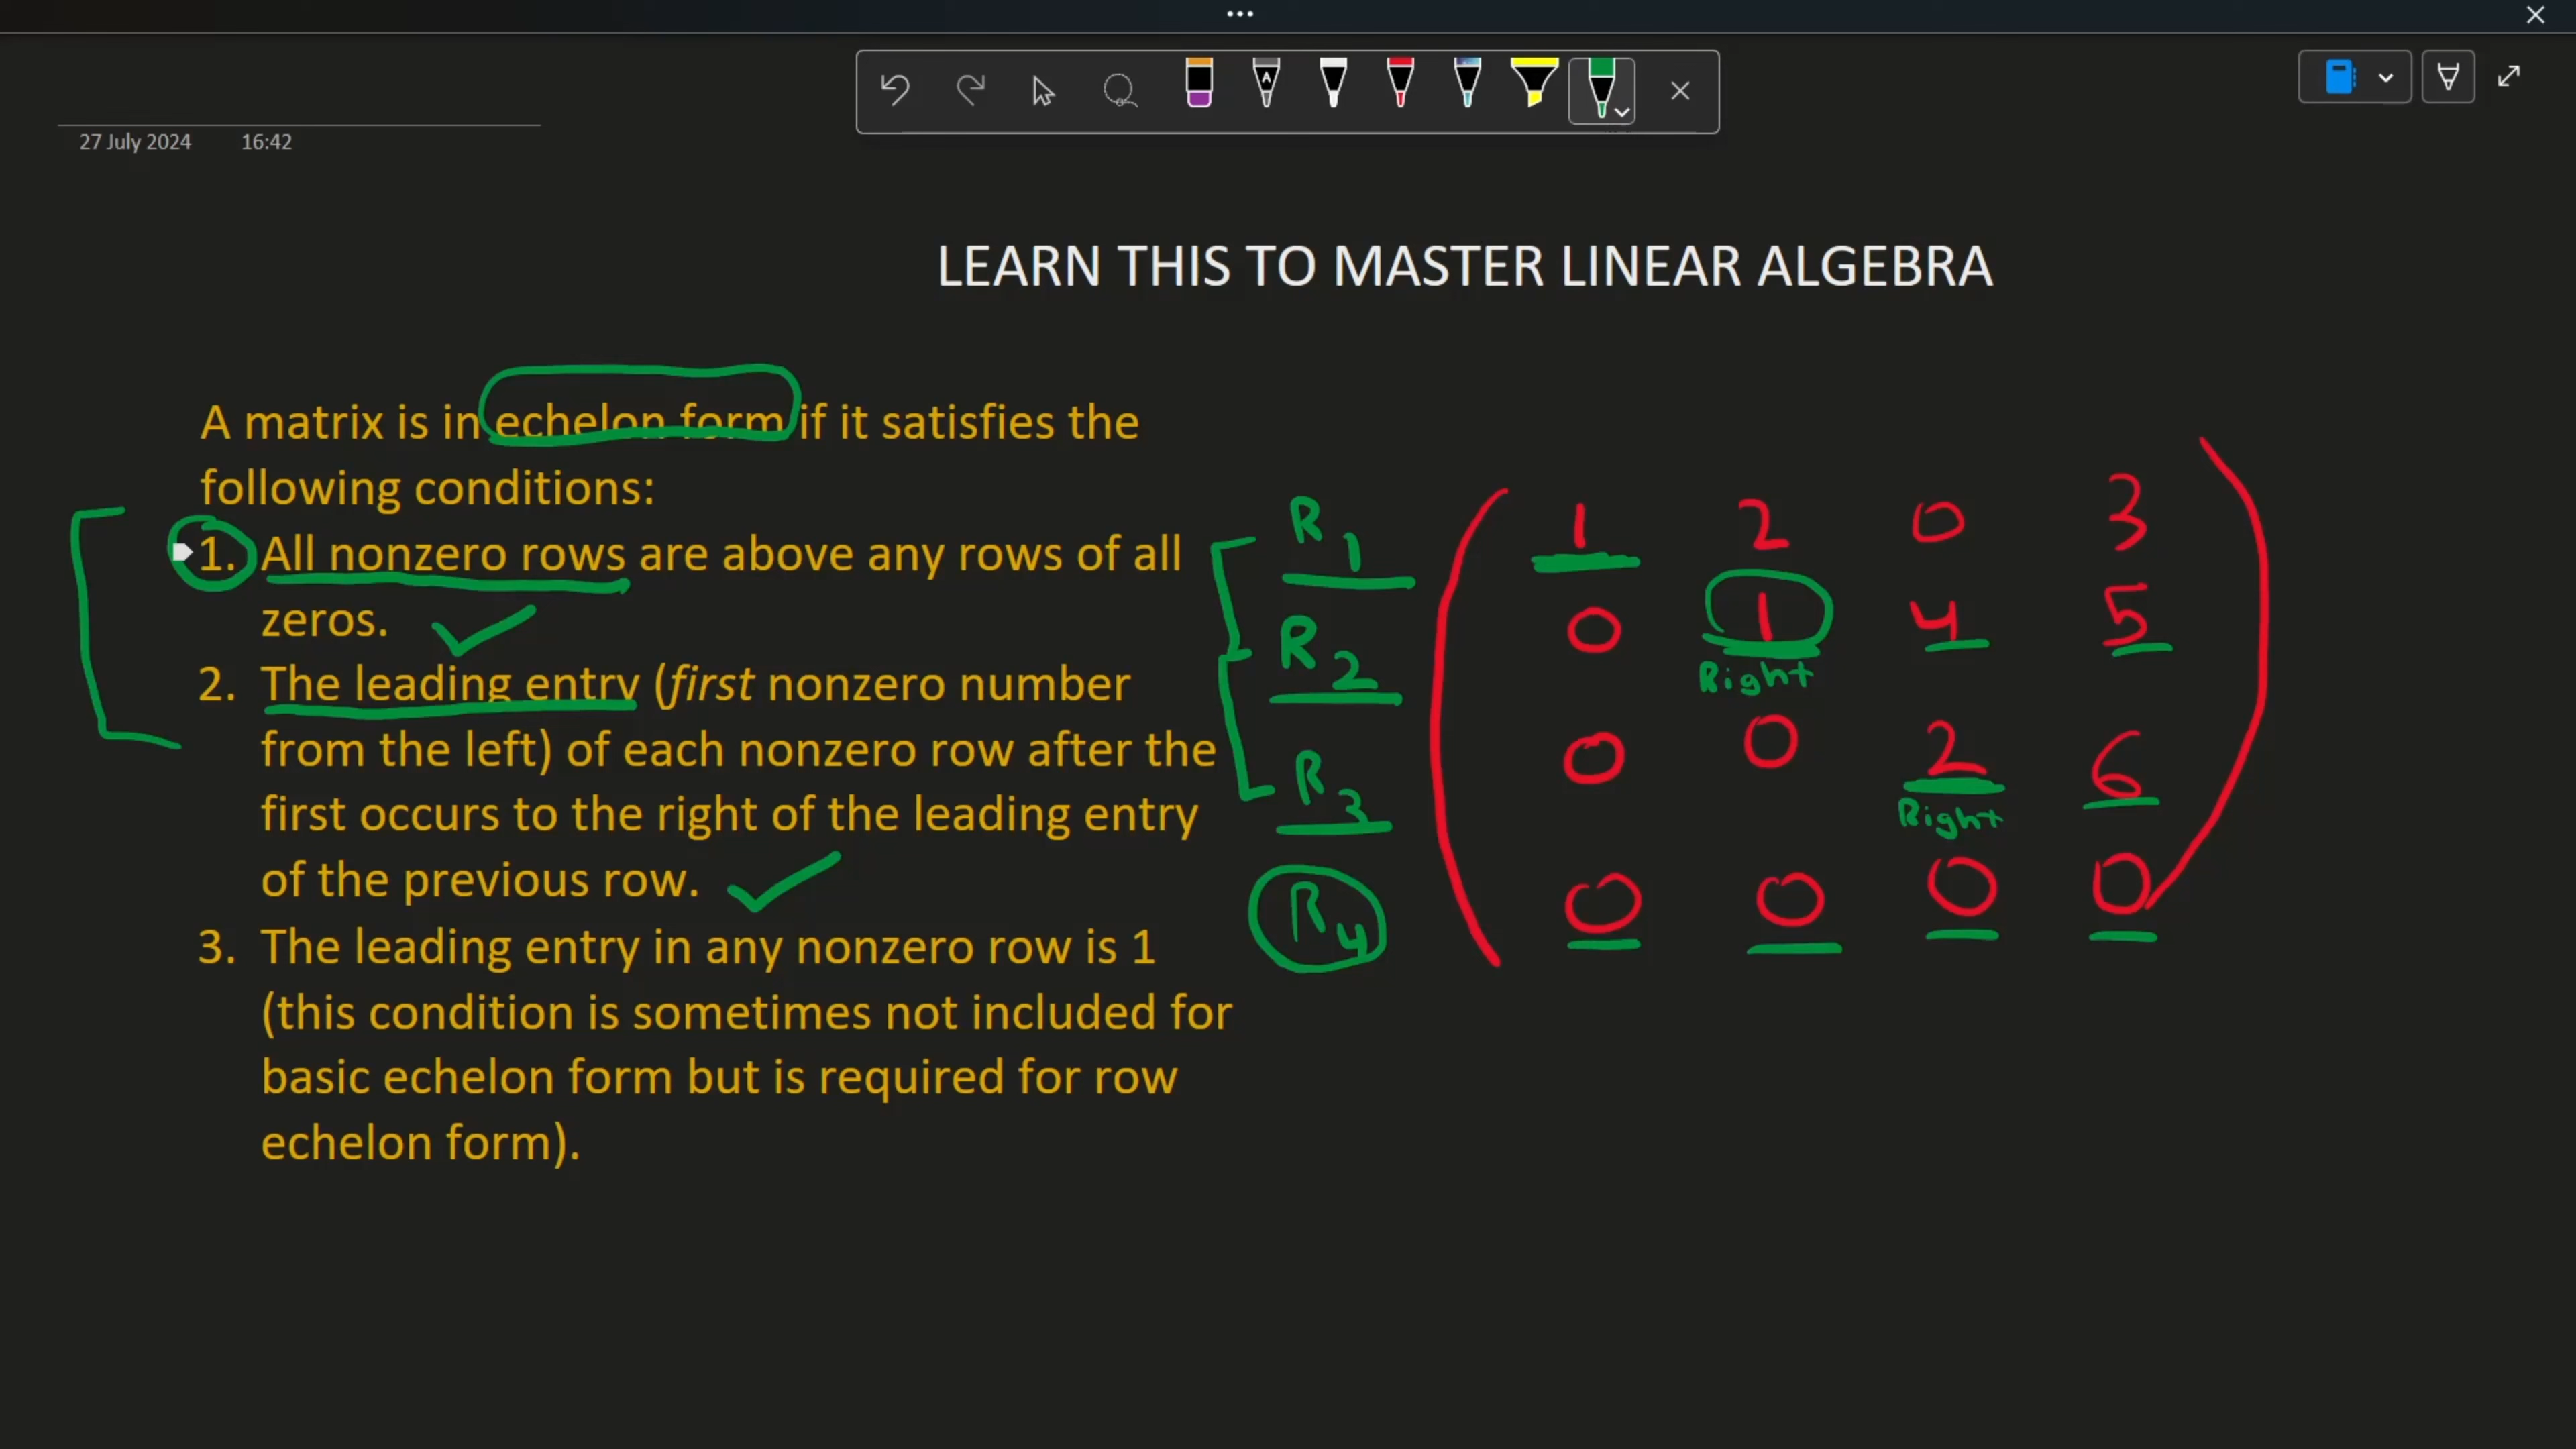 27 July 2024 16:42
LEARN THIS TO MASTER LINEAR ALGEBRA
A matrix is in echelon form if it satisfies the
following conditions:
1. All nonzero rows are above any rows of all
zeros.
2. The leading entry (first nonzero number
from the left) of each nonzero row after the
first occurs to the right of the leading entry
of the previous row.
3. The leading entry in any nonzero row is 1
(this condition is sometimes not included for
basic echelon form but is required for row
echelon form).
R1 1 2 0 3
R2 0 1 4 5
Right
R3 0 0 2 6
Right
R4 0 0 0 0